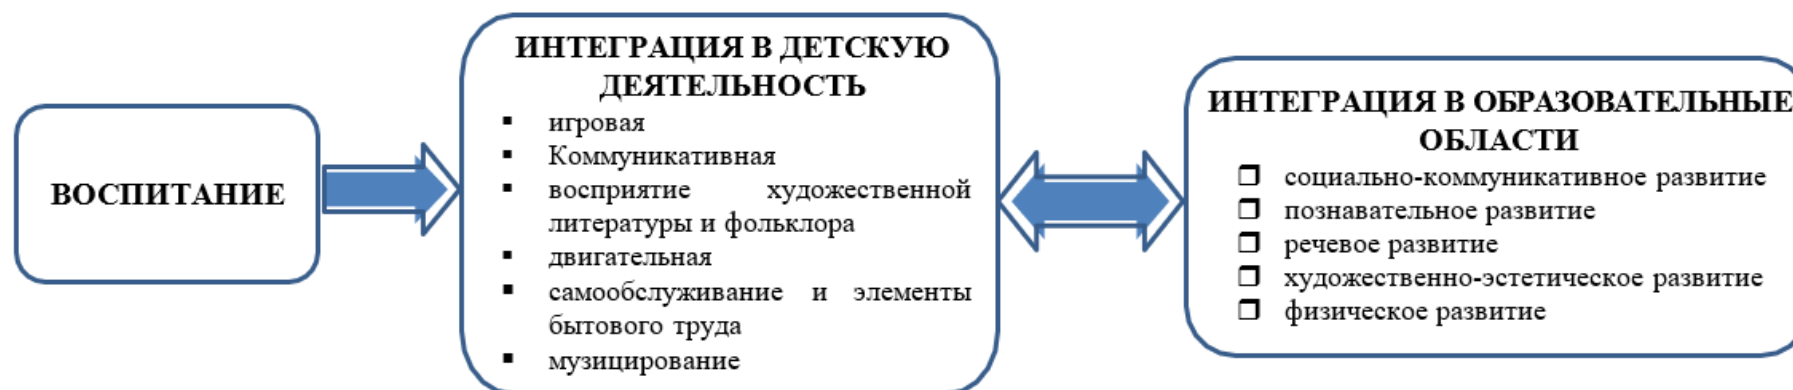 ВОСПИТАНИЕ
ИНТЕГРАЦИЯ В ДЕТСКУЮ
ДЕЯТЕЛЬНОСТЬ
▪ игровая
▪ Коммуникативная
▪ восприятие художественной
литературы и фольклора
▪ двигательная
▪ самообслуживание и элементы
бытового труда
▪ музицирование
ИНТЕГРАЦИЯ В ОБРАЗОВАТЕЛЬНЫЕ
ОБЛАСТИ
❒ социально-коммуникативное развитие
❒ познавательное развитие
❒ речевое развитие
❒ художественно-эстетическое развитие
❒ физическое развитие